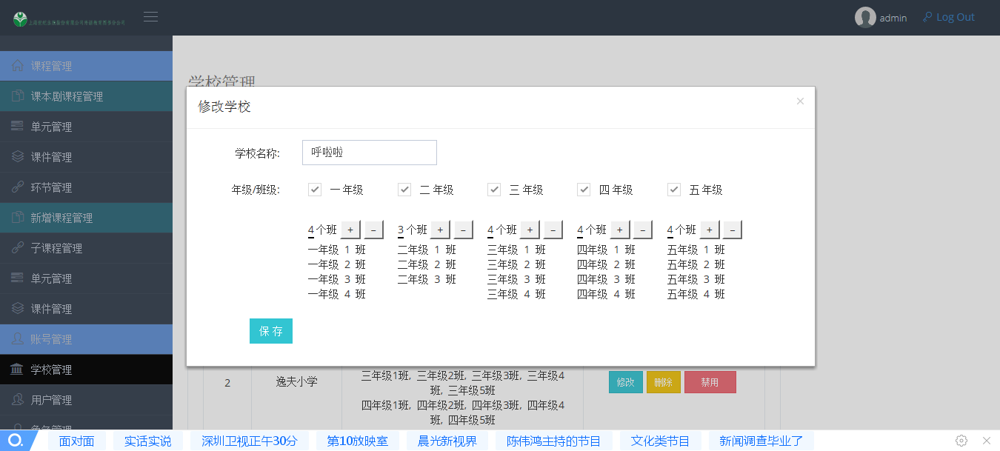 admin
Log Out
课程管理
课本剧课程管理
单元管理
课件管理
环节管理
新增课程管理
子课程管理
单元管理
课件管理
账号管理
学校管理
用户管理
学校管理
修改学校
×
学校名称:
呼啦啦
年级/班级:
一 年级 二 年级 三 年级 四 年级 五 年级
4 个班 + － 3 个班 + － 4 个班 + － 4 个班 + － 4 个班 + －
一年级 1 班 二年级 1 班 三年级 1 班 四年级 1 班 五年级 1 班
一年级 2 班 二年级 2 班 三年级 2 班 四年级 2 班 五年级 2 班
一年级 3 班 二年级 3 班 三年级 3 班 四年级 3 班 五年级 3 班
一年级 4 班 三年级 4 班 四年级 4 班 五年级 4 班
保 存
2 逸夫小学
三年级1班, 三年级2班, 三年级3班, 三年级4
班, 三年级5班
四年级1班, 四年级2班, 四年级3班, 四年级4
班, 四年级5班
修改 删除 禁用
面对面 实话实说 深圳卫视正午30分 第10放映室 晨光新视界 陈伟鸿主持的节目 文化类节目 新闻调查毕业了